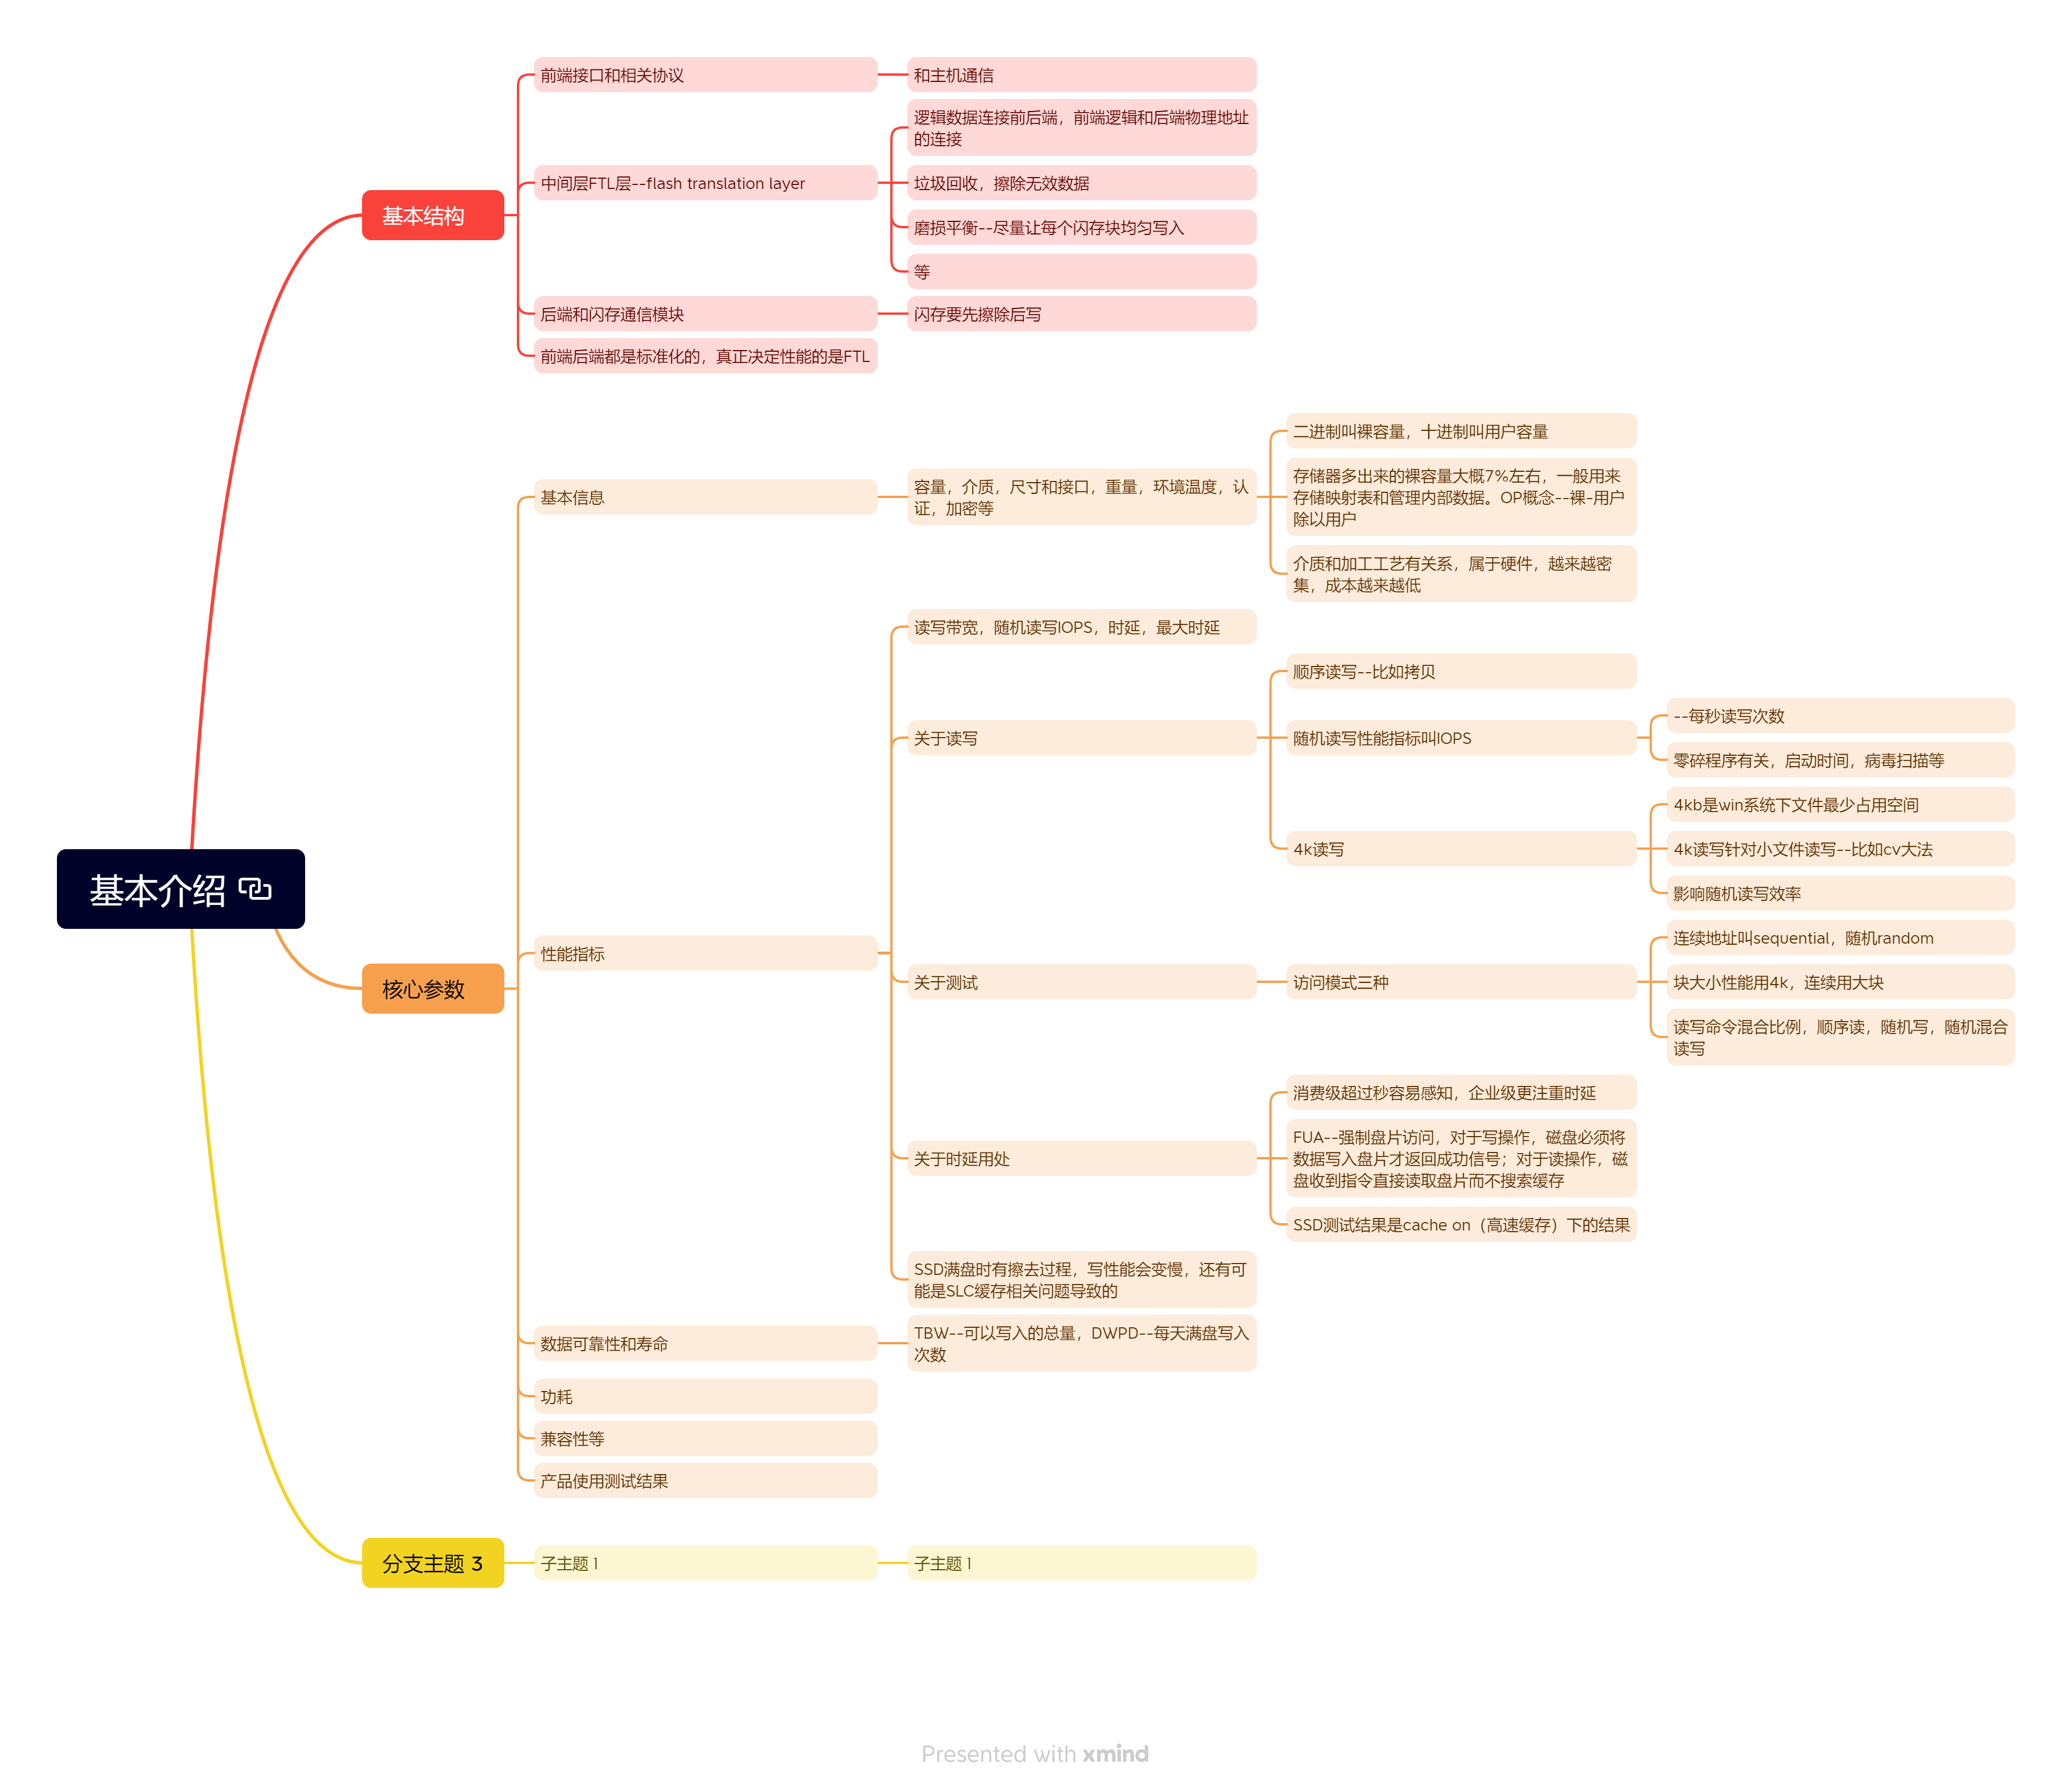 基本介绍
基本结构
前端接口和相关协议
和主机通信
中间层FTL层--flash translation layer
逻辑数据连接前后端，前端逻辑和后端物理地址
的连接
垃圾回收，擦除无效数据
磨损平衡--尽量让每个闪存块均匀写入
等
后端和闪存通信模块
闪存要先擦除后写
前端后端都是标准化的，真正决定性能的是FTL
核心参数
基本信息
容量，介质，尺寸和接口，重量，环境温度，认
证，加密等
二进制叫裸容量，十进制叫用户容量
存储器多出来的裸容量大概7%左右，一般用来
存储映射表和管理内部数据。OP概念--裸-用户
除以用户
介质和加工工艺有关系，属于硬件，越来越密
集，成本越来越低
性能指标
读写带宽，随机读写IOPS，时延，最大时延
关于读写
顺序读写--比如拷贝
随机读写性能指标叫IOPS
--每秒读写次数
零碎程序有关，启动时间，病毒扫描等
4k读写
4kb是win系统下文件最少占用空间
4k读写针对小文件读写--比如cv大法
影响随机读写效率
关于测试
访问模式三种
连续地址叫sequential，随机random
块大小性能用4k，连续用大块
读写命令混合比例，顺序读，随机写，随机混合
读写
关于时延用处
消费级超过秒容易感知，企业级更注重时延
FUA--强制盘片访问，对于写操作，磁盘必须将
数据写入盘片才返回成功信号；对于读操作，磁
盘收到指令直接读取盘片而不搜索缓存
SSD测试结果是cache on（高速缓存）下的结果
SSD满盘时有擦去过程，写性能会变慢，还有可
能是SLC缓存相关问题导致的
数据可靠性和寿命
TBW--可以写入的总量，DWPD--每天满盘写入
次数
功耗
兼容性等
产品使用测试结果
分支主题 3
子主题 1
子主题 1
Presented with xmind